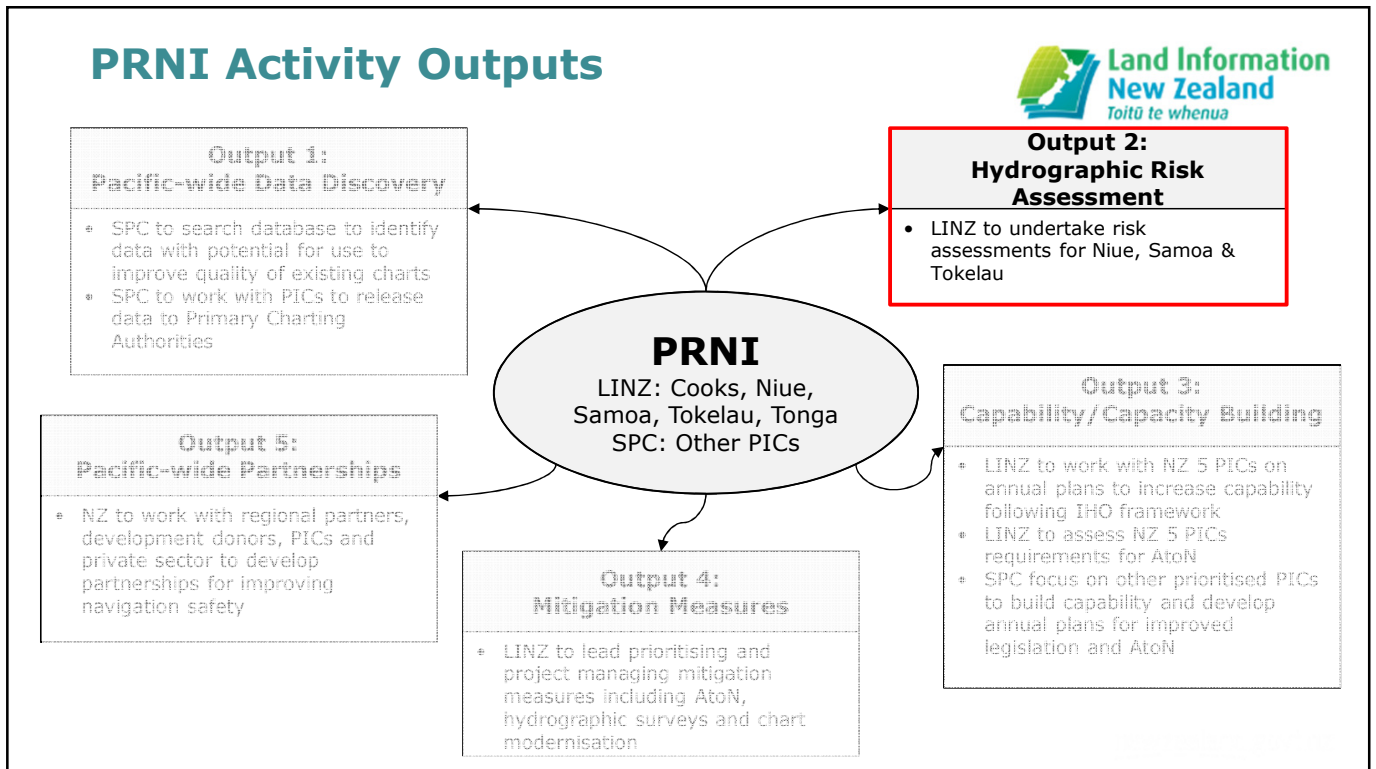 PRNI Activity Outputs
Land Information
New Zealand
Toitū te whenua
Output 1:
Pacific-wide Data Discovery
• SPC to search database to identify
data with potential for use to
improve quality of existing charts
• SPC to work with PICs to release
data to Primary Charting
Authorities
Output 2:
Hydrographic Risk
Assessment
• LINZ to undertake risk
assessments for Niue, Samoa &
Tokelau
PRNI
LINZ: Cooks, Niue,
Samoa, Tokelau, Tonga
SPC: Other PICs
Output 3:
Capability/Capacity Building
• LINZ to work with NZ 5 PICs on
annual plans to increase capability
following IHO framework
• LINZ to assess NZ 5 PICs
requirements for AtoN
• SPC focus on other prioritised PICs
to build capability and develop
annual plans for improved
legislation and AtoN
Output 5:
Pacific-wide Partnerships
• NZ to work with regional partners,
development donors, PICs and
private sector to develop
partnerships for improving
navigation safety
Output 4:
Mitigation Measures
• LINZ to lead prioritising and
project managing mitigation
measures including AtoN,
hydrographic surveys and chart
modernisation